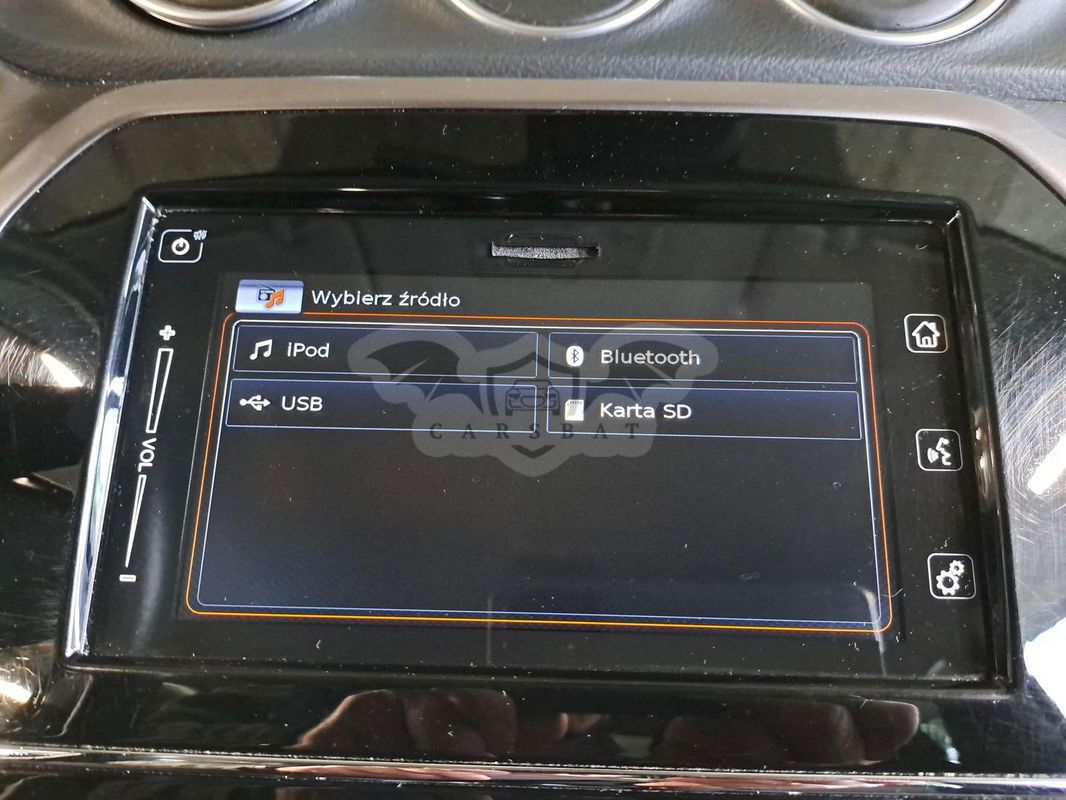 Wybierz źródło
iPod
Bluetooth
USB
Karta SD
VOL
CARSBAT